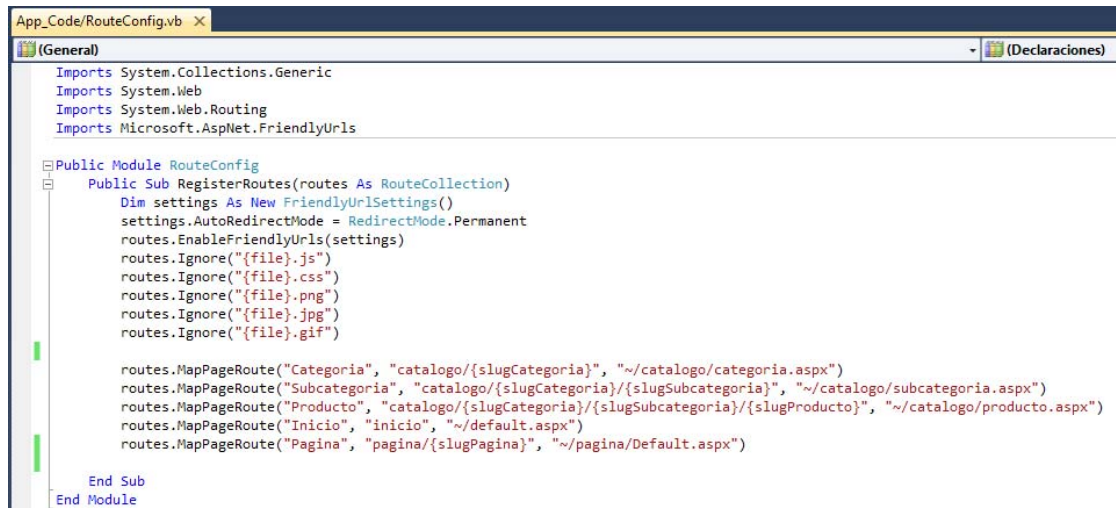 App_Code/RouteConfig.vb ×
(General) (Declaraciones)
Imports System.Collections.Generic
Imports System.Web
Imports System.Web.Routing
Imports Microsoft.AspNet.FriendlyUrls
Public Module RouteConfig
Public Sub RegisterRoutes(routes As RouteCollection)
Dim settings As New FriendlyUrlSettings()
settings.AutoRedirectMode = RedirectMode.Permanent
routes.EnableFriendlyUrls(settings)
routes.Ignore("{file}.js")
routes.Ignore("{file}.css")
routes.Ignore("{file}.png")
routes.Ignore("{file}.jpg")
routes.Ignore("{file}.gif")
routes.MapPageRoute("Categoria", "catalogo/{slugCategoria}", "~/catalogo/categoria.aspx")
routes.MapPageRoute("Subcategoria", "catalogo/{slugCategoria}/{slugSubcategoria}", "~/catalogo/subcategoria.aspx")
routes.MapPageRoute("Producto", "catalogo/{slugCategoria}/{slugSubcategoria}/{slugProducto}", "~/catalogo/producto.aspx")
routes.MapPageRoute("Inicio", "inicio", "~/default.aspx")
routes.MapPageRoute("Pagina", "pagina/{slugPagina}", "~/pagina/Default.aspx")
End Sub
End Module